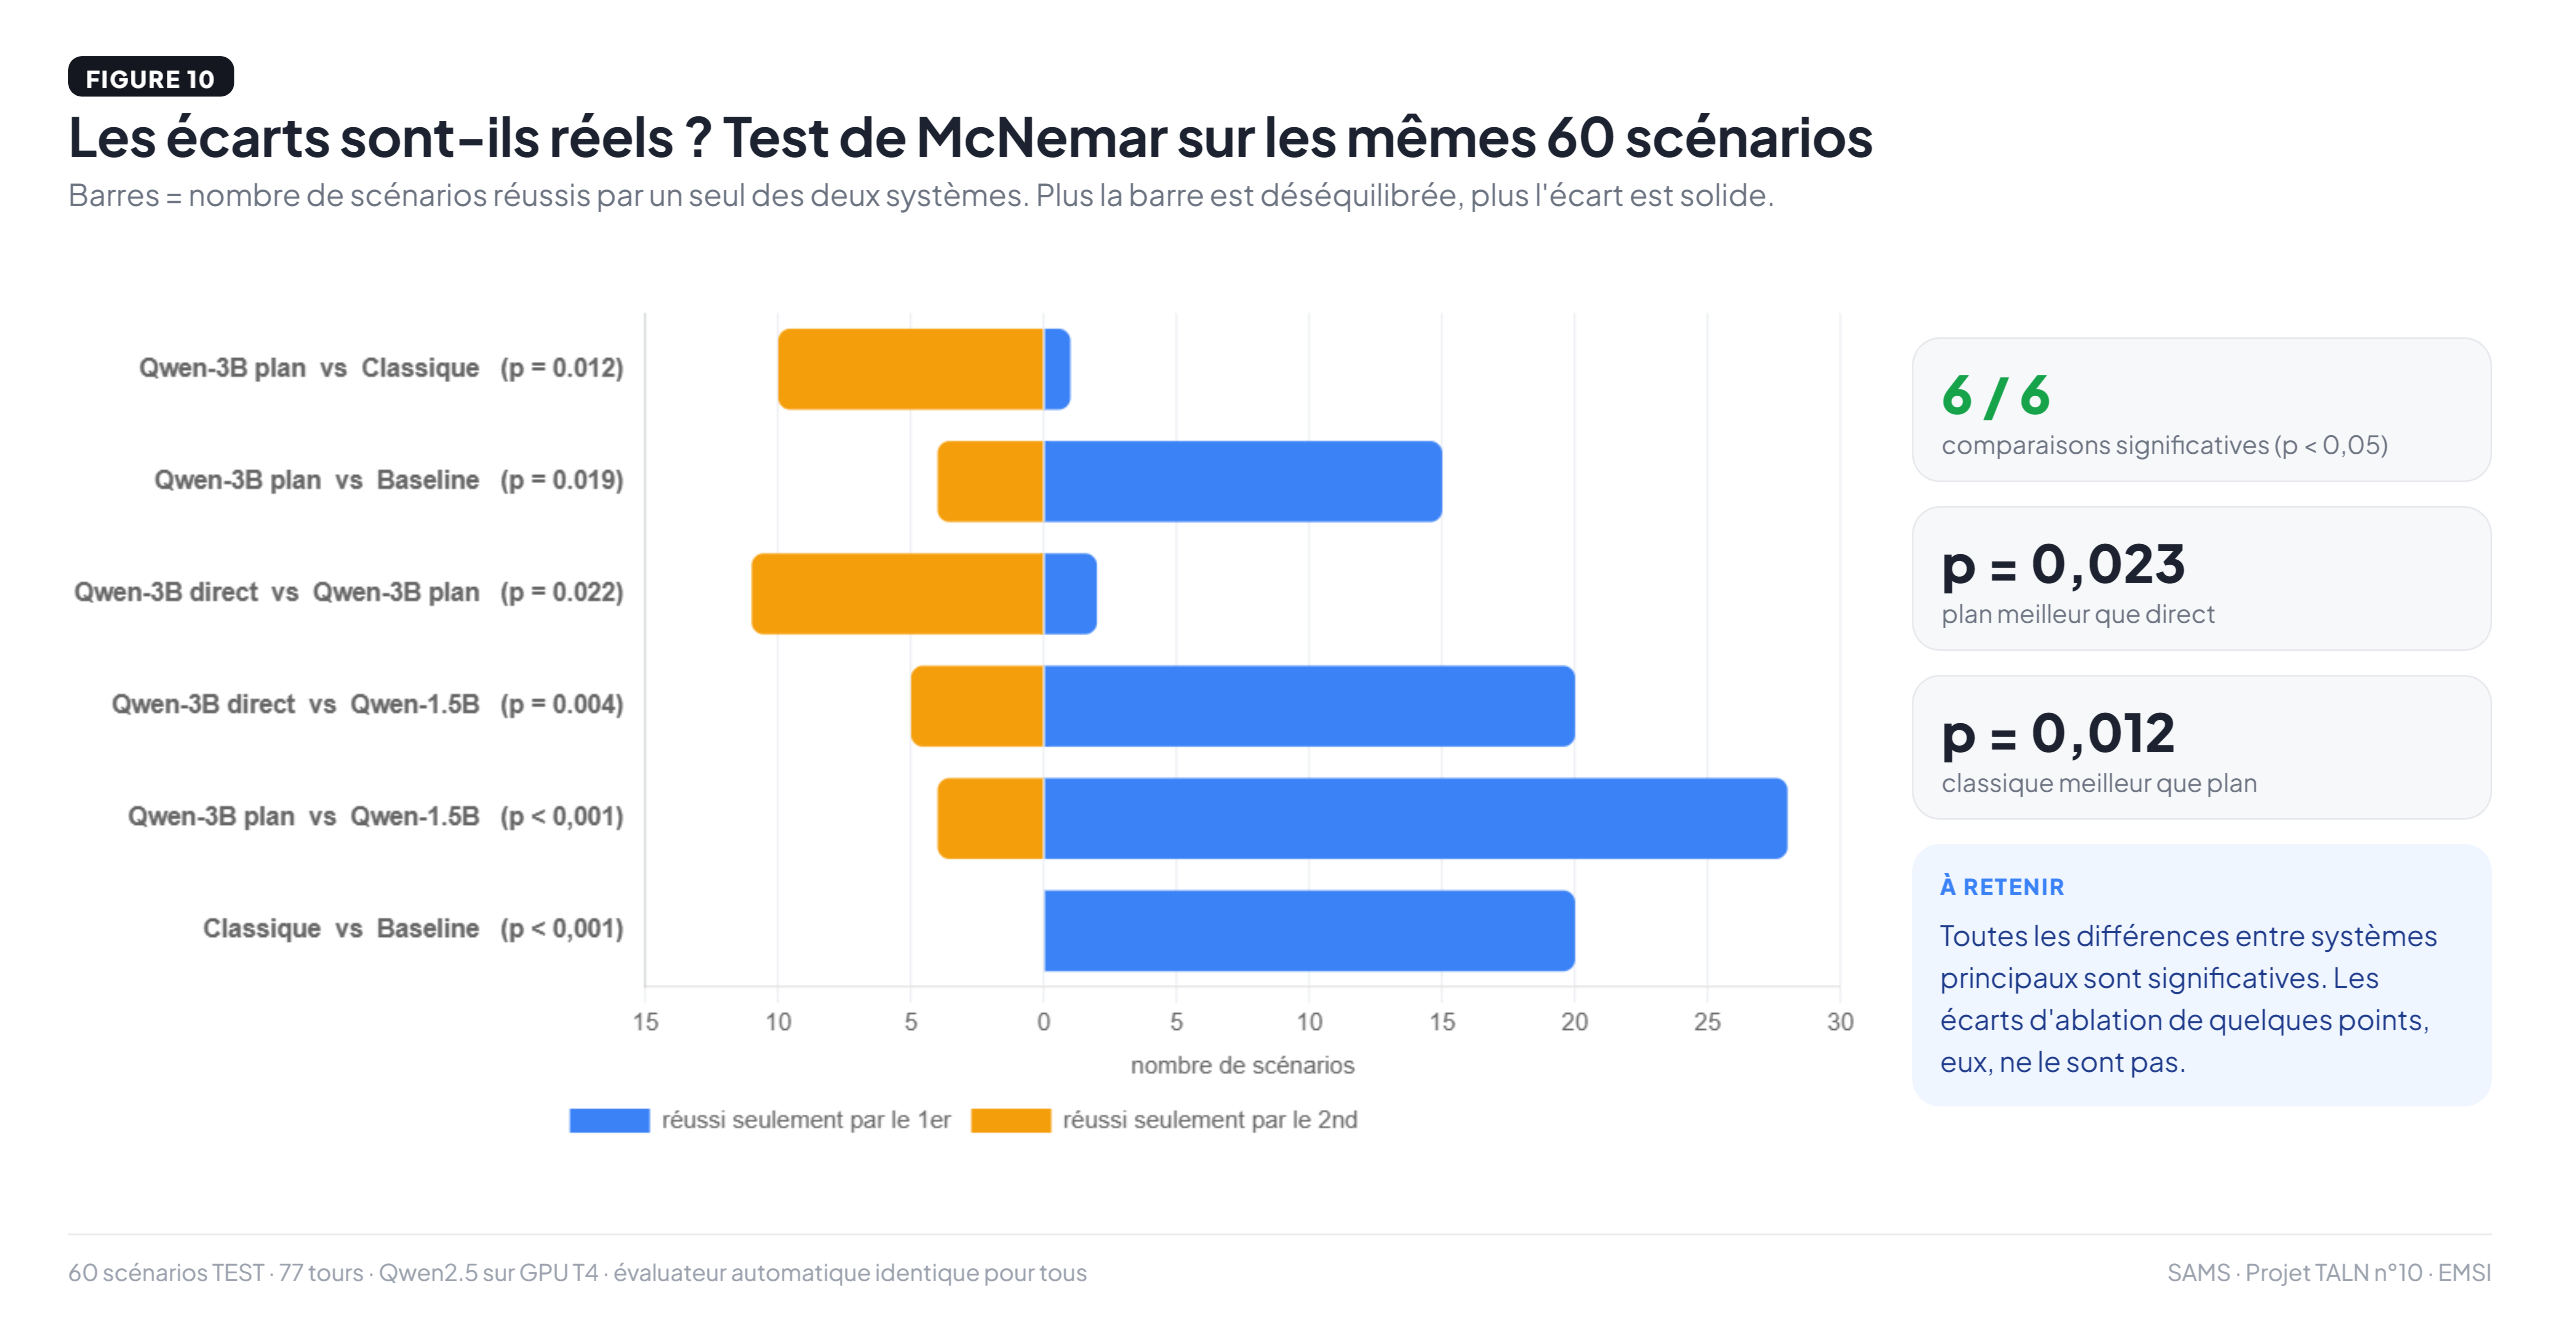 FIGURE 10
Les écarts sont-ils réels ? Test de McNemar sur les mêmes 60 scénarios
Barres = nombre de scénarios réussis par un seul des deux systèmes. Plus la barre est déséquilibrée, plus l'écart est solide.
Qwen-3B plan vs Classique (p = 0.012)
Qwen-3B plan vs Baseline (p = 0.019)
Qwen-3B direct vs Qwen-3B plan (p = 0.022)
Qwen-3B direct vs Qwen-1.5B (p = 0.004)
Qwen-3B plan vs Qwen-1.5B (p < 0,001)
Classique vs Baseline (p < 0,001)
15 10 5 0 5 10 15 20 25 30
nombre de scénarios
réussi seulement par le 1er réussi seulement par le 2nd
6 / 6
comparaisons significatives (p < 0,05)
p = 0,023
plan meilleur que direct
p = 0,012
classique meilleur que plan
À RETENIR
Toutes les différences entre systèmes
principaux sont significatives. Les
écarts d'ablation de quelques points,
eux, ne le sont pas.
60 scénarios TEST · 77 tours · Qwen2.5 sur GPU T4 · évaluateur automatique identique pour tous
SAMS · Projet TALN n°10 · EMSI